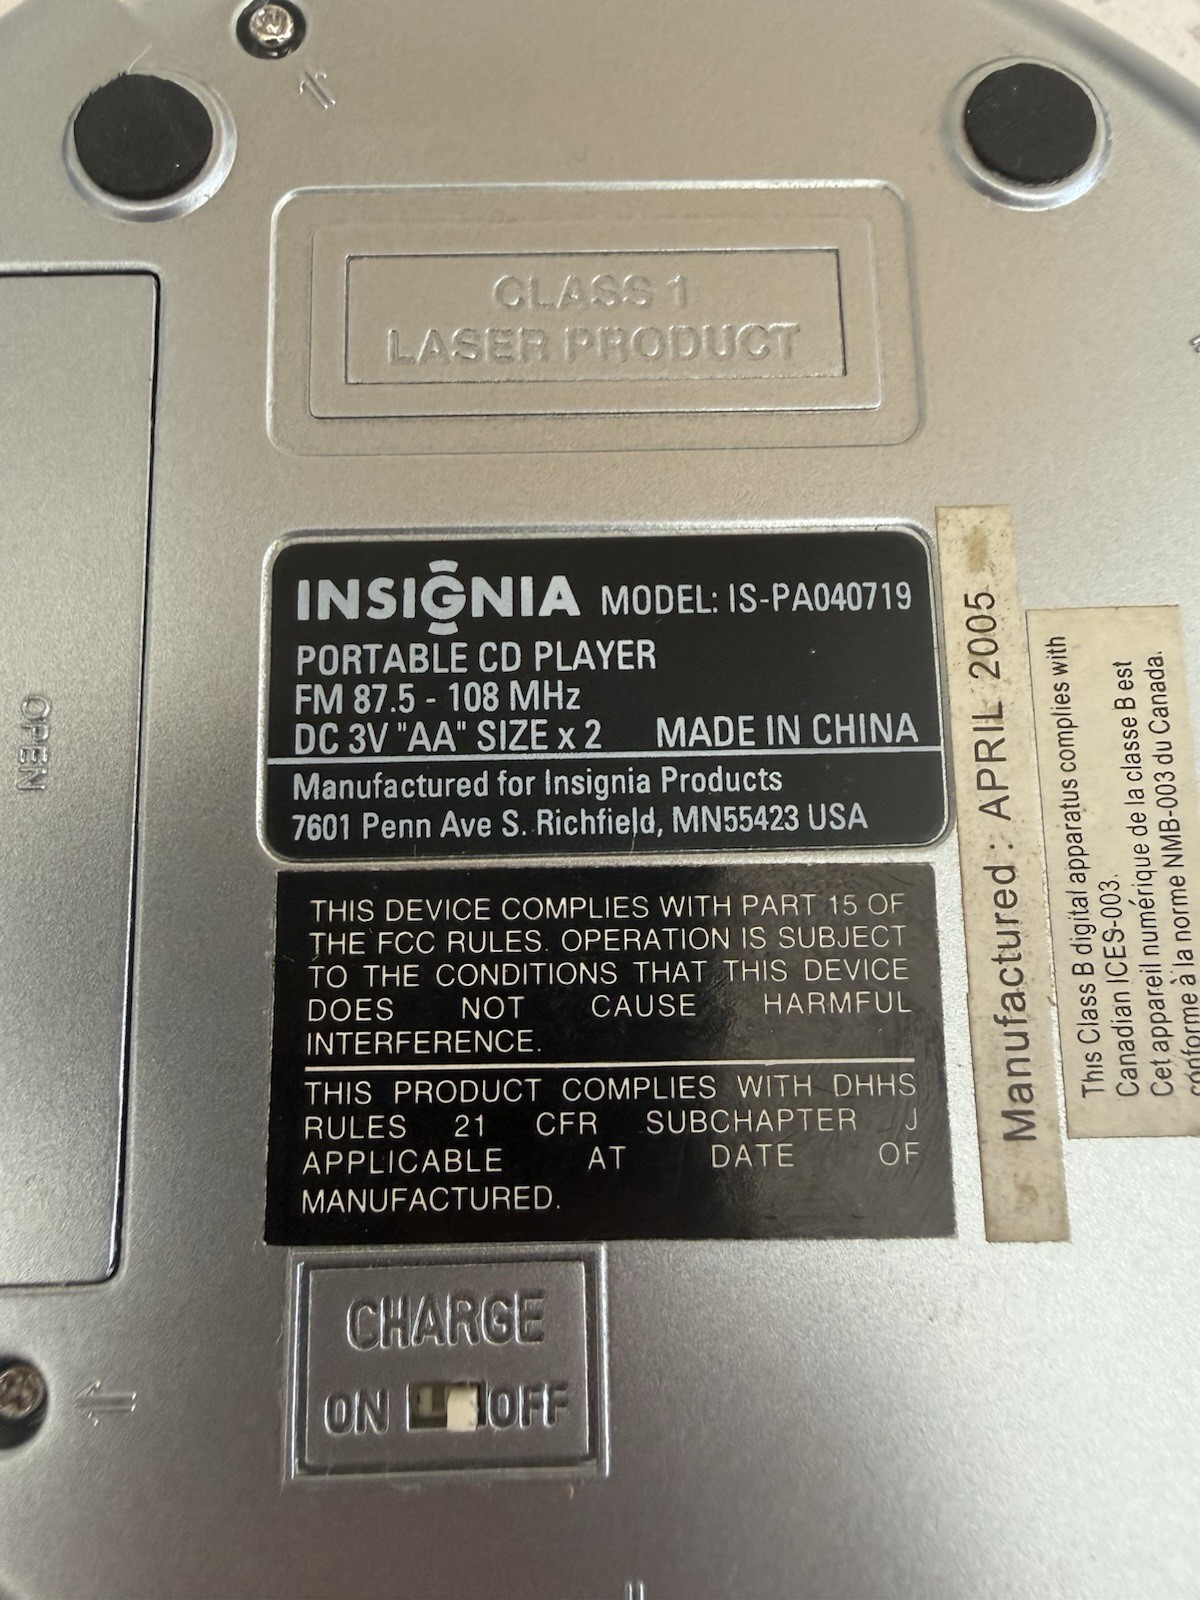 CLASS 1
LASER PRODUCT
INSIGNIA MODEL: IS-PA040719
PORTABLE CD PLAYER
FM 87.5 - 108 MHz
DC 3V "AA" SIZE x 2 MADE IN CHINA
Manufactured for Insignia Products
7601 Penn Ave S. Richfield, MN55423 USA
THIS DEVICE COMPLIES WITH PART 15 OF
THE FCC RULES. OPERATION IS SUBJECT
TO THE CONDITIONS THAT THIS DEVICE
DOES NOT CAUSE HARMFUL
INTERFERENCE.
THIS PRODUCT COMPLIES WITH DHHS
RULES 21 CFR SUBCHAPTER J
APPLICABLE AT DATE OF
MANUFACTURED.
Manufactured : APRIL 2005
This Class B digital apparatus complies with
Canadian ICES-003.
Cet appareil numérique de la classe B est
conforme à la norme NMB-003 du Canada.
OPEN
CHARGE
ON OFF